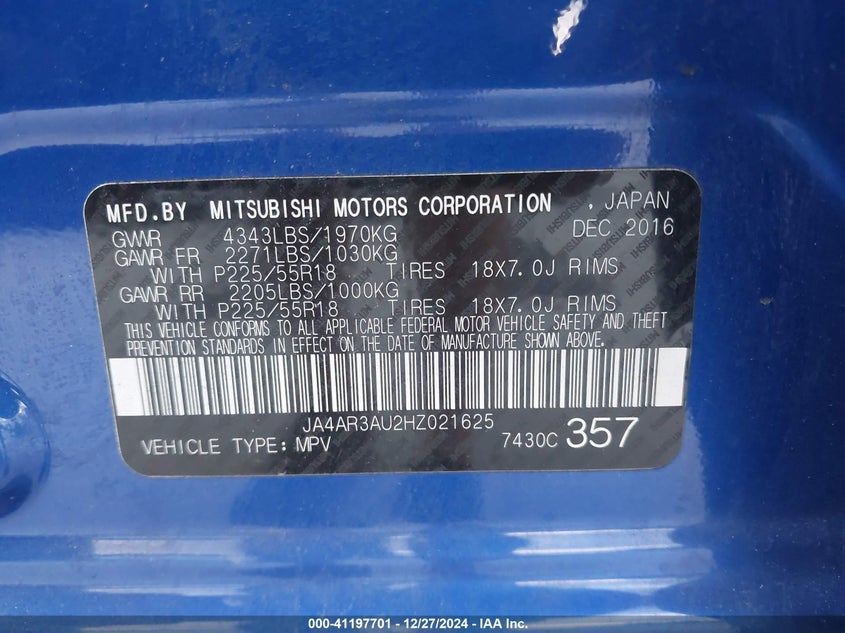 MFD.BY MITSUBISHI MOTORS CORPORATION , JAPAN
GVWR 4343LBS/1970KG DEC 2016
GAWR FR 2271LBS/1030KG
WITH P225/55R18 TIRES 18X7.0J RIMS
GAWR RR 2205LBS/1000KG
WITH P225/55R18 TIRES 18X7.0J RIMS
THIS VEHICLE CONFORMS TO ALL APPLICABLE FEDERAL MOTOR VEHICLE SAFETY AND THEFT
PREVENTION STANDARDS IN EFFECT ON THE DATE OF MANUFACTURE SHOWN ABOVE.
JA4AR3AU2HZ021625
VEHICLE TYPE: MPV 7430C 357
000-41197701 - 12/27/2024 - IAA Inc.